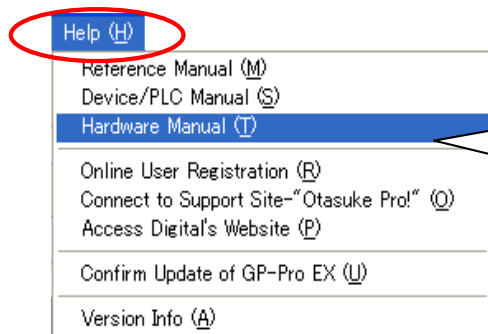 Help (H)
Reference Manual (M)
Device/PLC Manual (S)
Hardware Manual (T)
Online User Registration (R)
Connect to Support Site-"Otasuke Pro!" (O)
Access Digital's Website (P)
Confirm Update of GP-Pro EX (U)
Version Info (A)